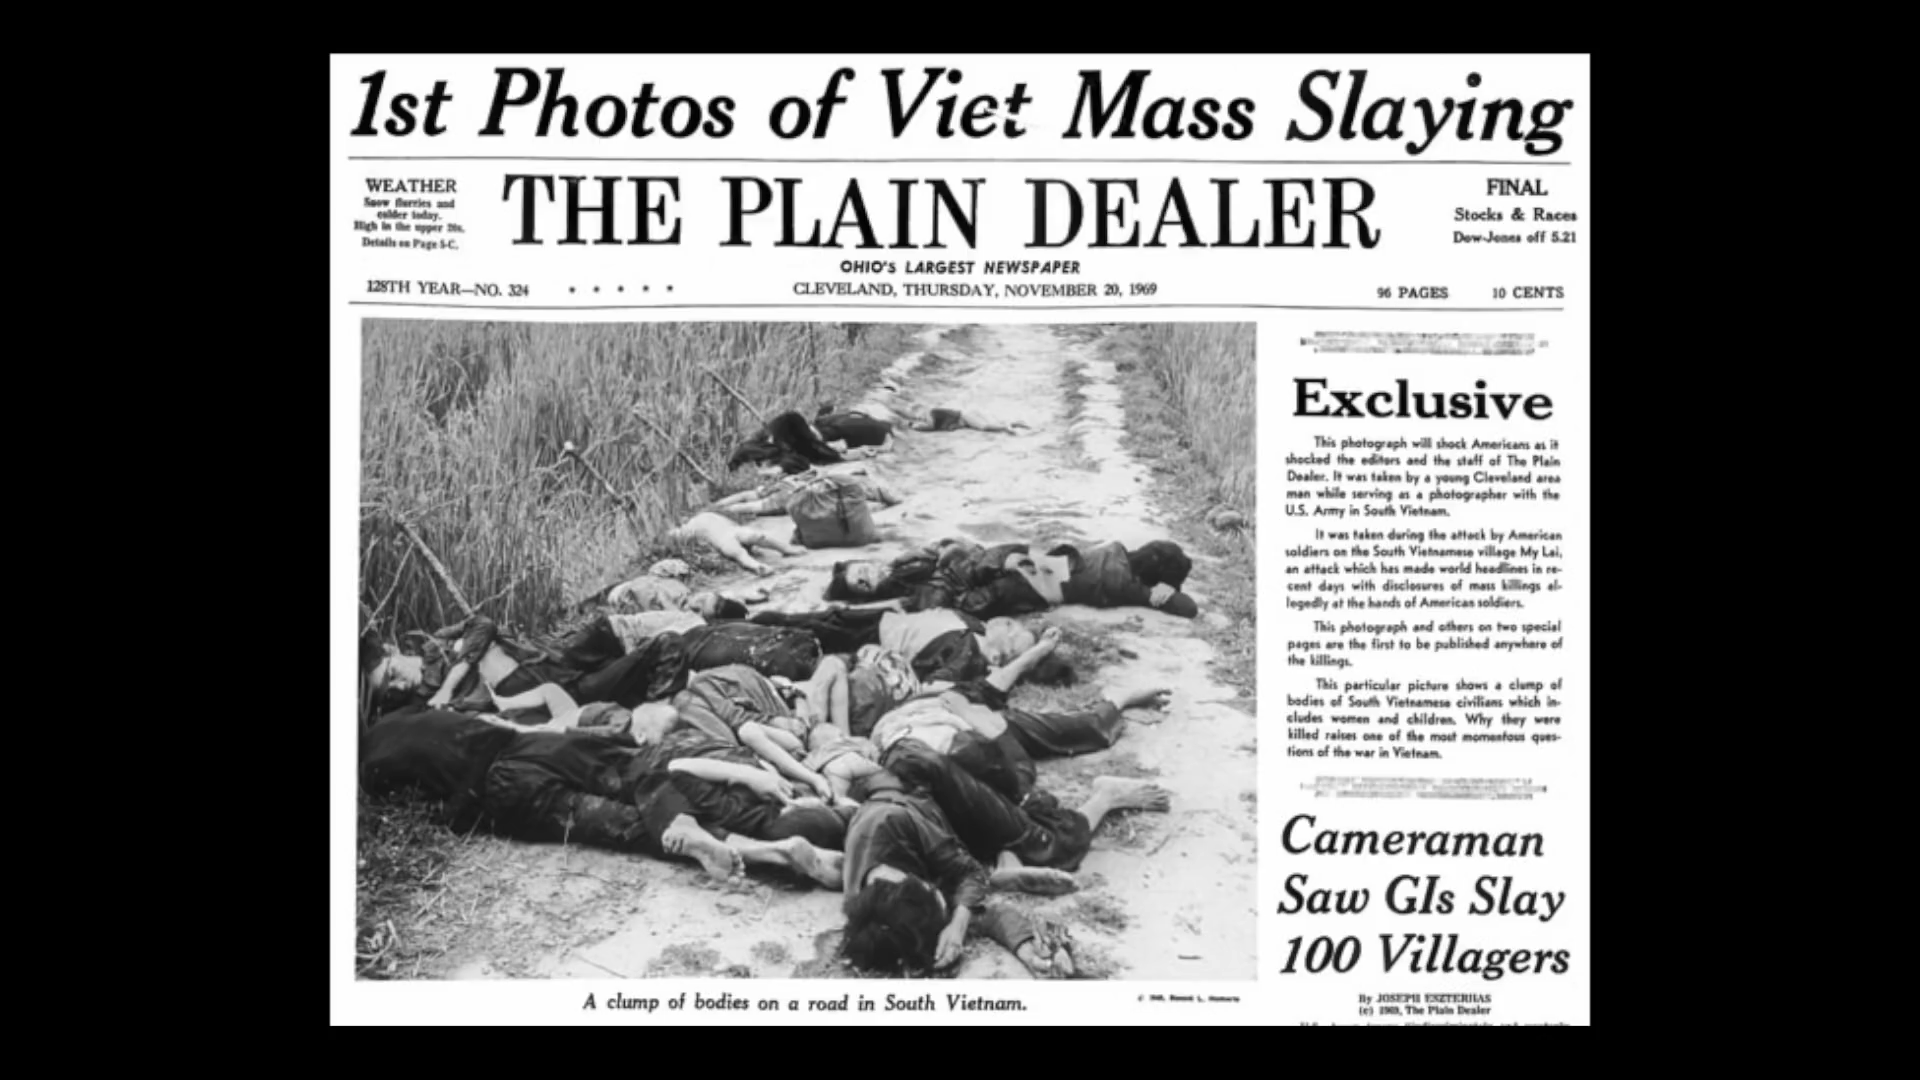 1st Photos of Viet Mass Slaying
WEATHER
Snow flurries and
colder today.
High in the upper 20s.
Details on Page 5-C.
THE PLAIN DEALER
FINAL
Stocks & Races
Dow-Jones off 5.21
OHIO'S LARGEST NEWSPAPER
128TH YEAR—NO. 324
CLEVELAND, THURSDAY, NOVEMBER 20, 1969
96 PAGES 10 CENTS
Exclusive
This photograph will shock Americans as it
shocked the editors and the staff of The Plain
Dealer. It was taken by a young Cleveland area
man while serving as a photographer with the
U.S. Army in South Vietnam.
It was taken during the attack by American
soldiers on the South Vietnamese village My Lai,
an attack which has made world headlines in re-
cent days with disclosures of mass killings al-
legedly at the hands of American soldiers.
This photograph and others on two special
pages are the first to be published anywhere of
the killings.
This particular picture shows a clump of
bodies of South Vietnamese civilians which in-
cludes women and children. Why they were
killed raises one of the most momentous ques-
tions of the war in Vietnam.
Cameraman
Saw GIs Slay
100 Villagers
By JOSEPH ESZTERHAS
(c) 1969, The Plain Dealer
A clump of bodies on a road in South Vietnam.